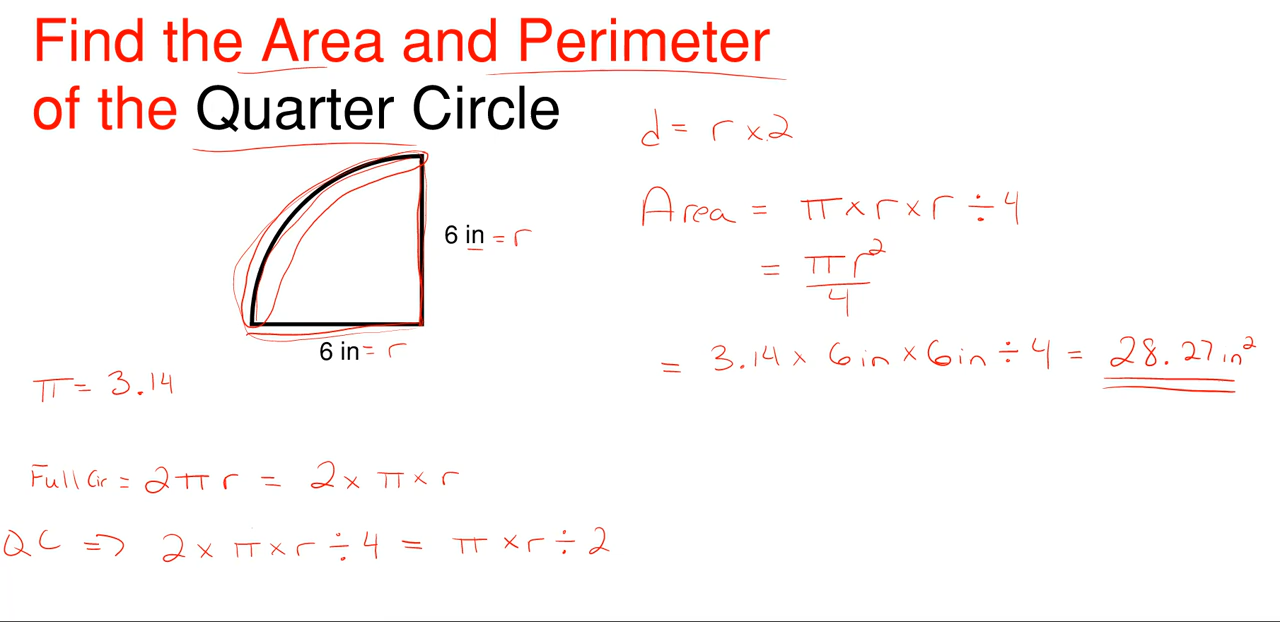 Find the Area and Perimeter
of the Quarter Circle
d = r x 2
Area = π x r x r ÷ 4
= πr²/4
= 3.14 x 6in x 6in ÷ 4 = 28.27in²
6 in = r
6 in = r
π = 3.14
Full Cir = 2πr = 2 x π x r
QC => 2 x π x r ÷ 4 = π x r ÷ 2